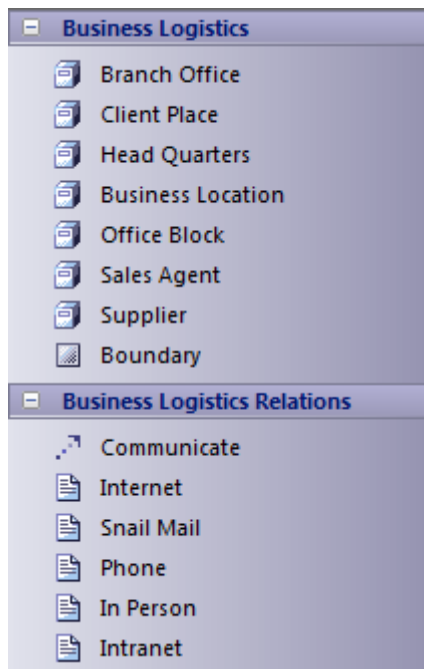 Business Logistics
Branch Office
Client Place
Head Quarters
Business Location
Office Block
Sales Agent
Supplier
Boundary
Business Logistics Relations
Communicate
Internet
Snail Mail
Phone
In Person
Intranet